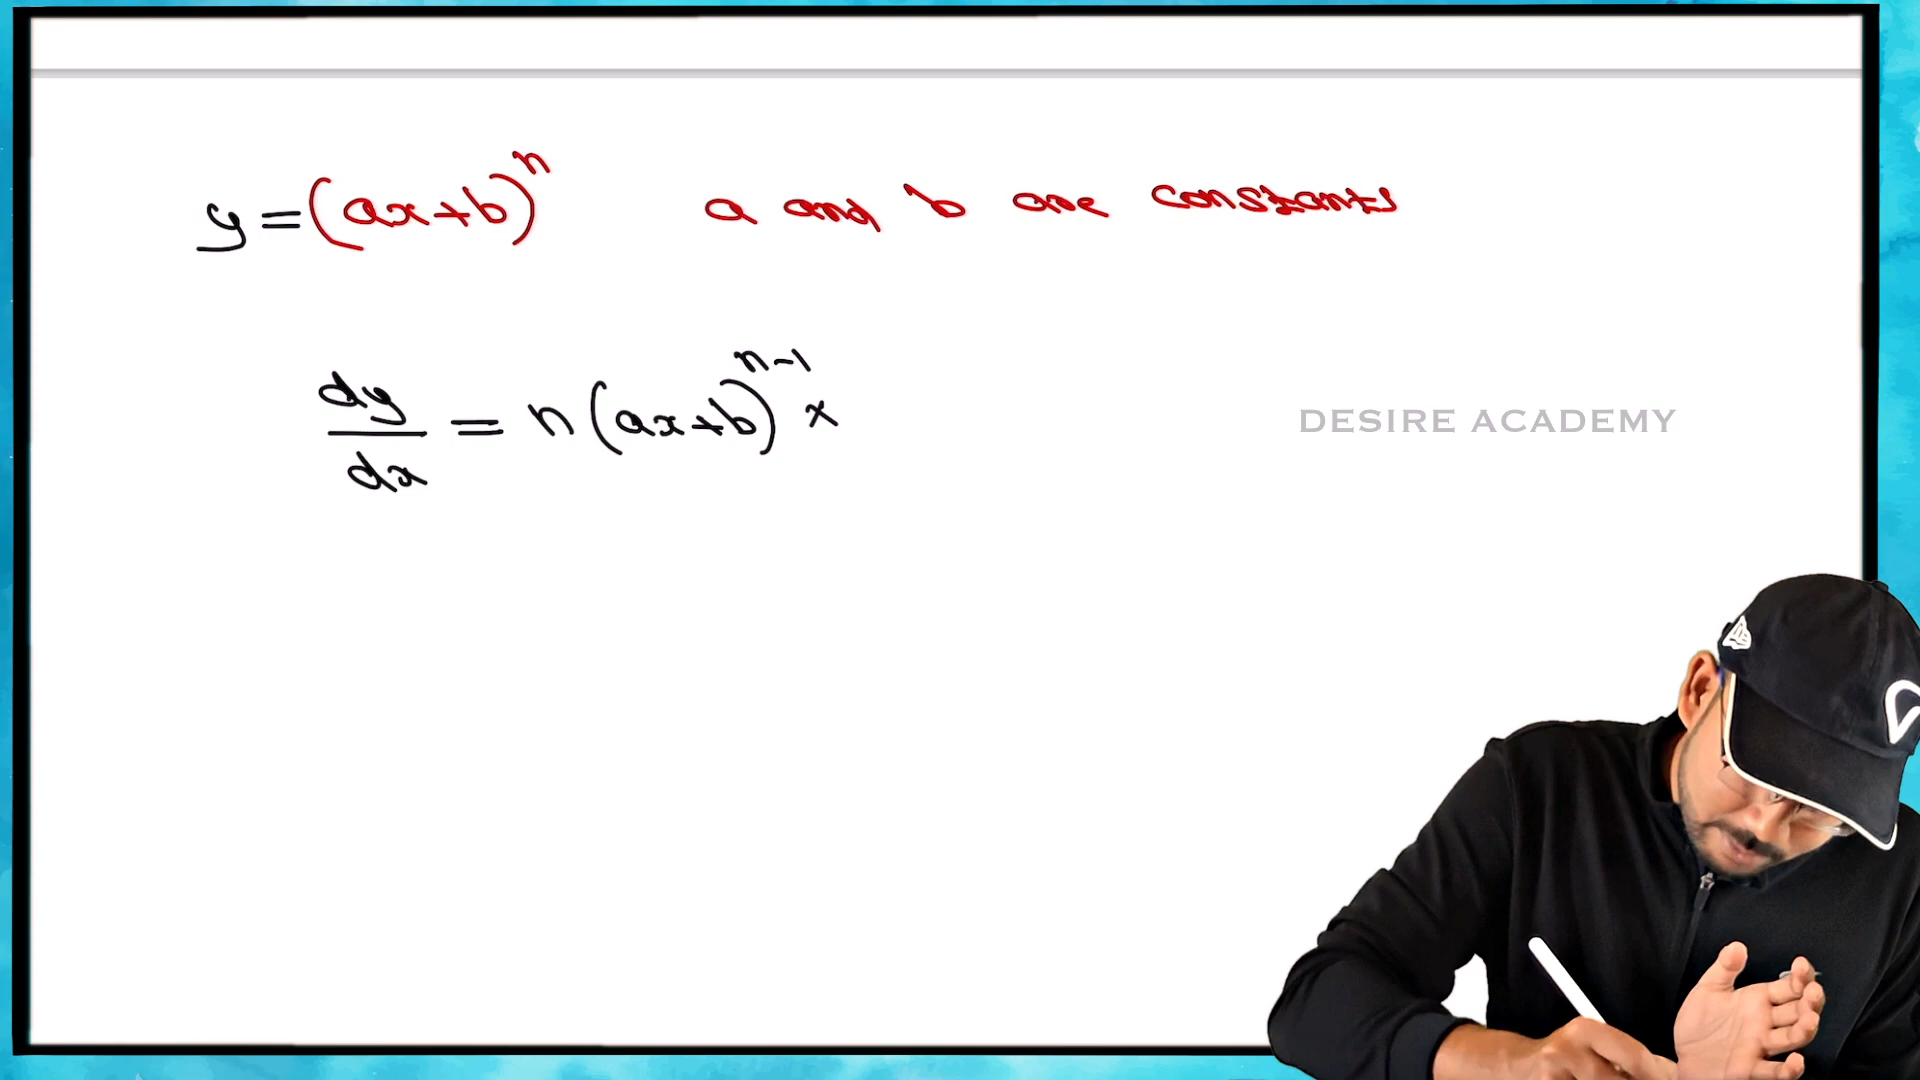 y = (ax+b)^n a and b are constants
dy/dx = n(ax+b)^{n-1} ×
DESIRE ACADEMY